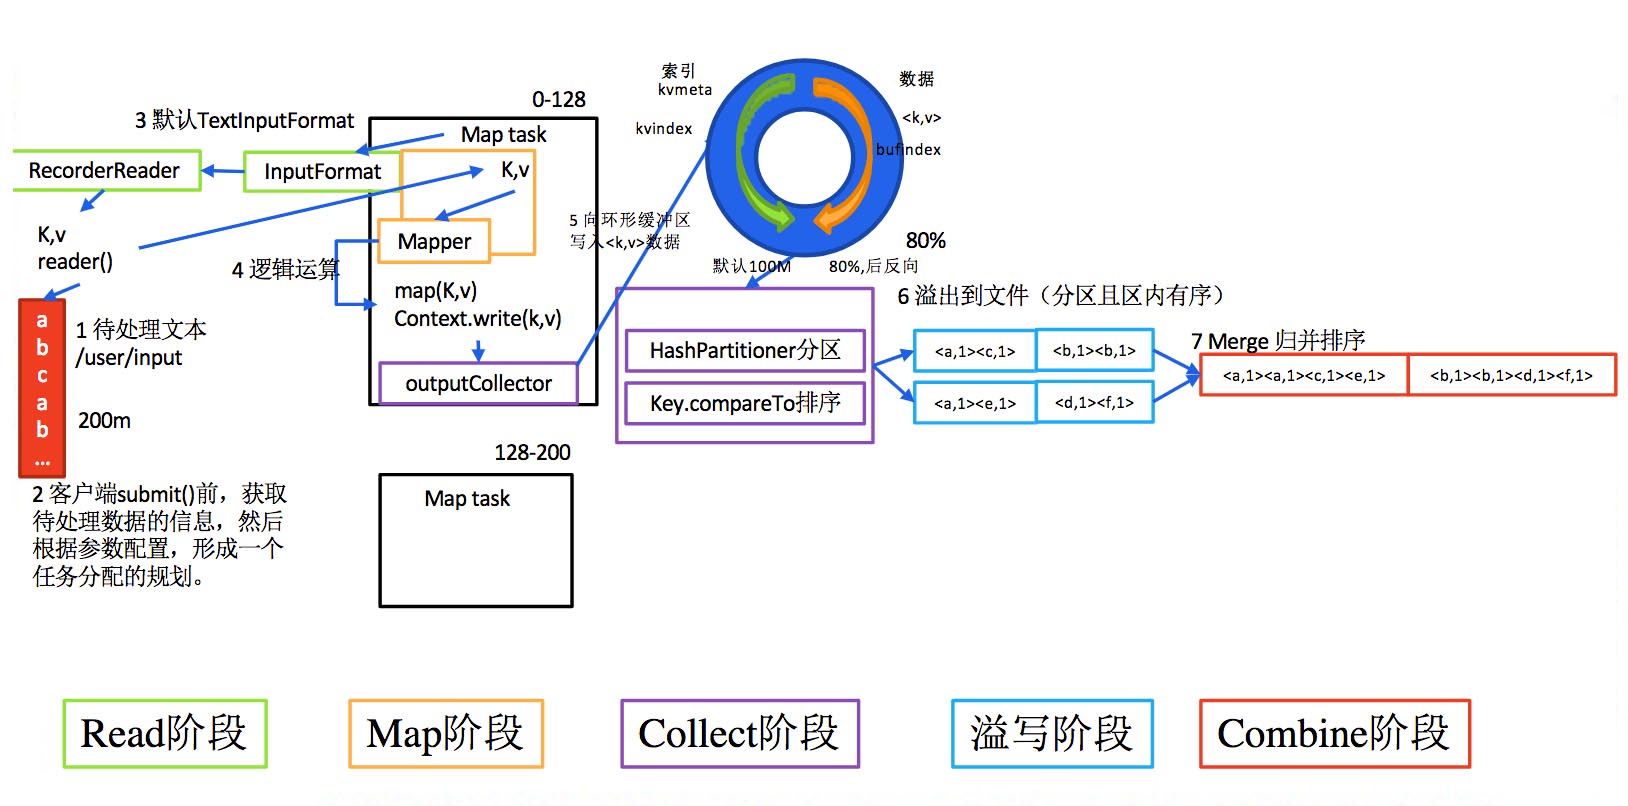 3 默认TextInputFormat
RecorderReader
InputFormat
K,v
reader()
a
b
c
a
b
...
1 待处理文本
/user/input
200m
2 客户端submit()前，获取
待处理数据的信息，然后
根据参数配置，形成一个
任务分配的规划。
0-128
Map task
K,v
Mapper
4 逻辑运算
map(K,v)
Context.write(k,v)
outputCollector
128-200
Map task
5 向环形缓冲区
写入<k,v>数据
索引
kvmeta
kvindex
数据
<k,v>
bufindex
80%
默认100M
80%,后反向
HashPartitioner分区
Key.compareTo排序
6 溢出到文件（分区且区内有序）
<a,1><c,1>
<b,1><b,1>
<a,1><e,1>
<d,1><f,1>
7 Merge 归并排序
<a,1><a,1><c,1><e,1>
<b,1><b,1><d,1><f,1>
Read阶段
Map阶段
Collect阶段
溢写阶段
Combine阶段